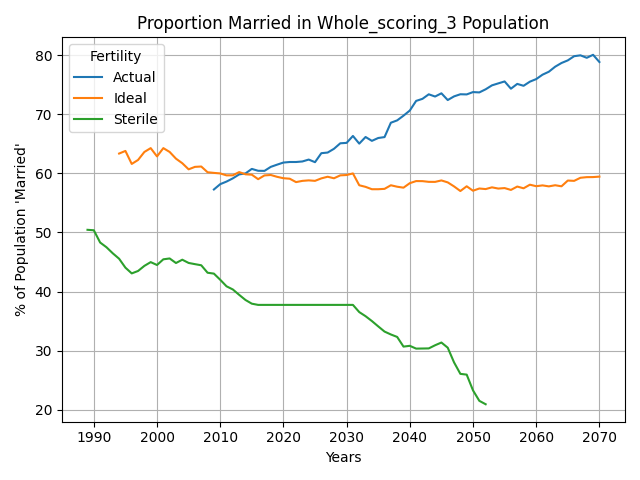 Proportion Married in Whole_scoring_3 Population
% of Population 'Married'
80
70
60
50
40
30
20
Fertility
Actual
Ideal
Sterile
1990 2000 2010 2020 2030 2040 2050 2060 2070
Years